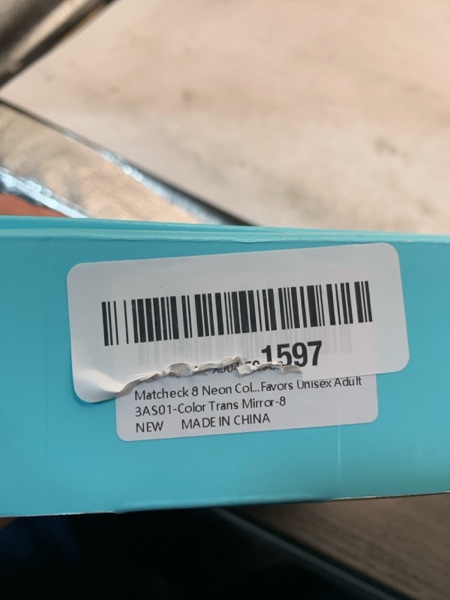 1597
Matcheck 8 Neon Col...Favors Unisex Adult
3AS01-Color Trans Mirror-8
NEW MADE IN CHINA